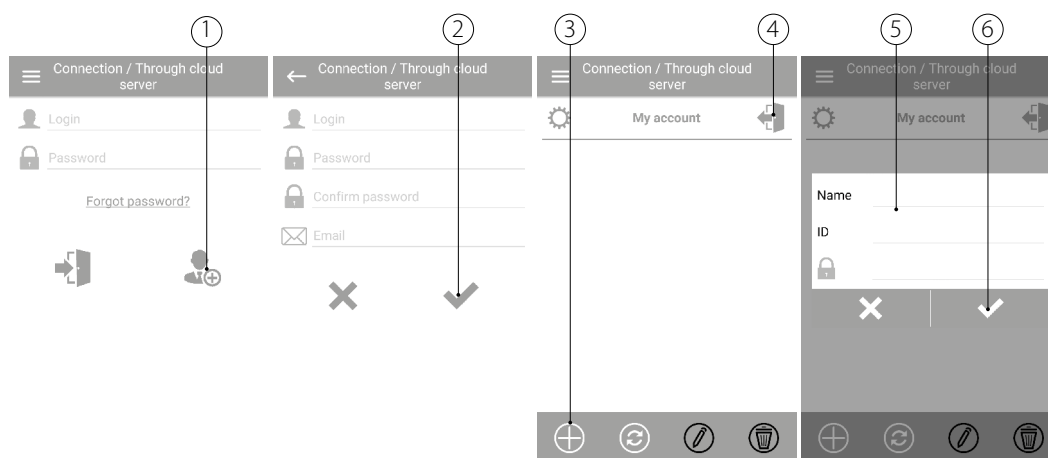 1
2
3
4
5
6
Connection / Through cloud
server
Login
Password
Forgot password?
Connection / Through cloud
server
Login
Password
Confirm password
Email
Connection / Through cloud
server
My account
Connection / Through cloud
server
My account
Name
ID